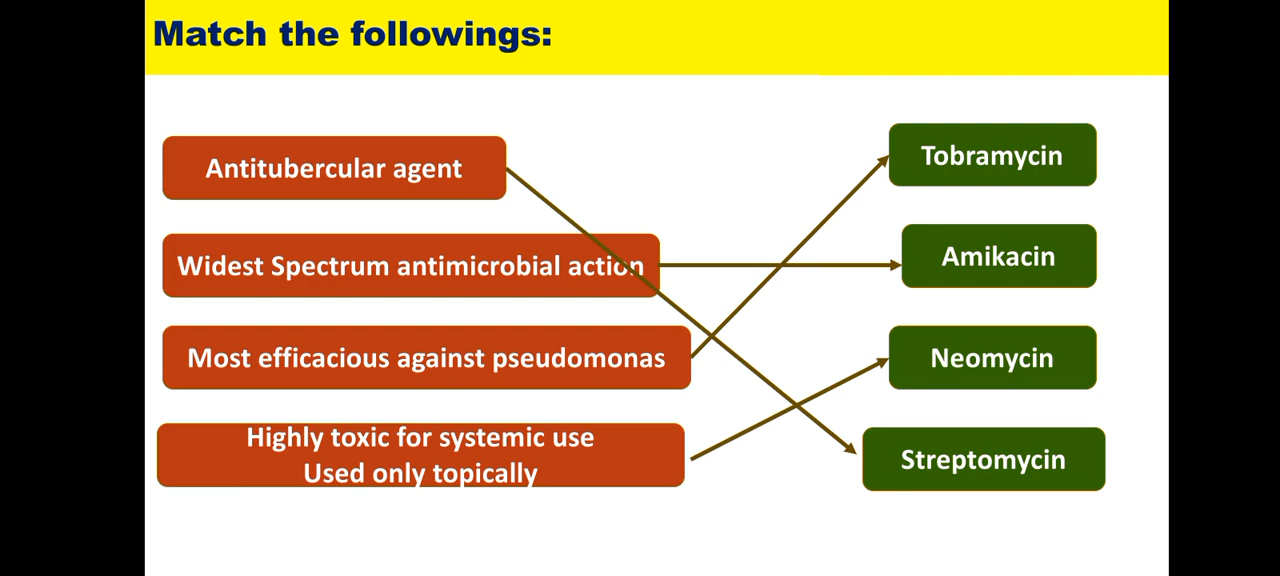 Match the followings:
Antitubercular agent
Tobramycin
Widest Spectrum antimicrobial action
Amikacin
Most efficacious against pseudomonas
Neomycin
Highly toxic for systemic use
Used only topically
Streptomycin